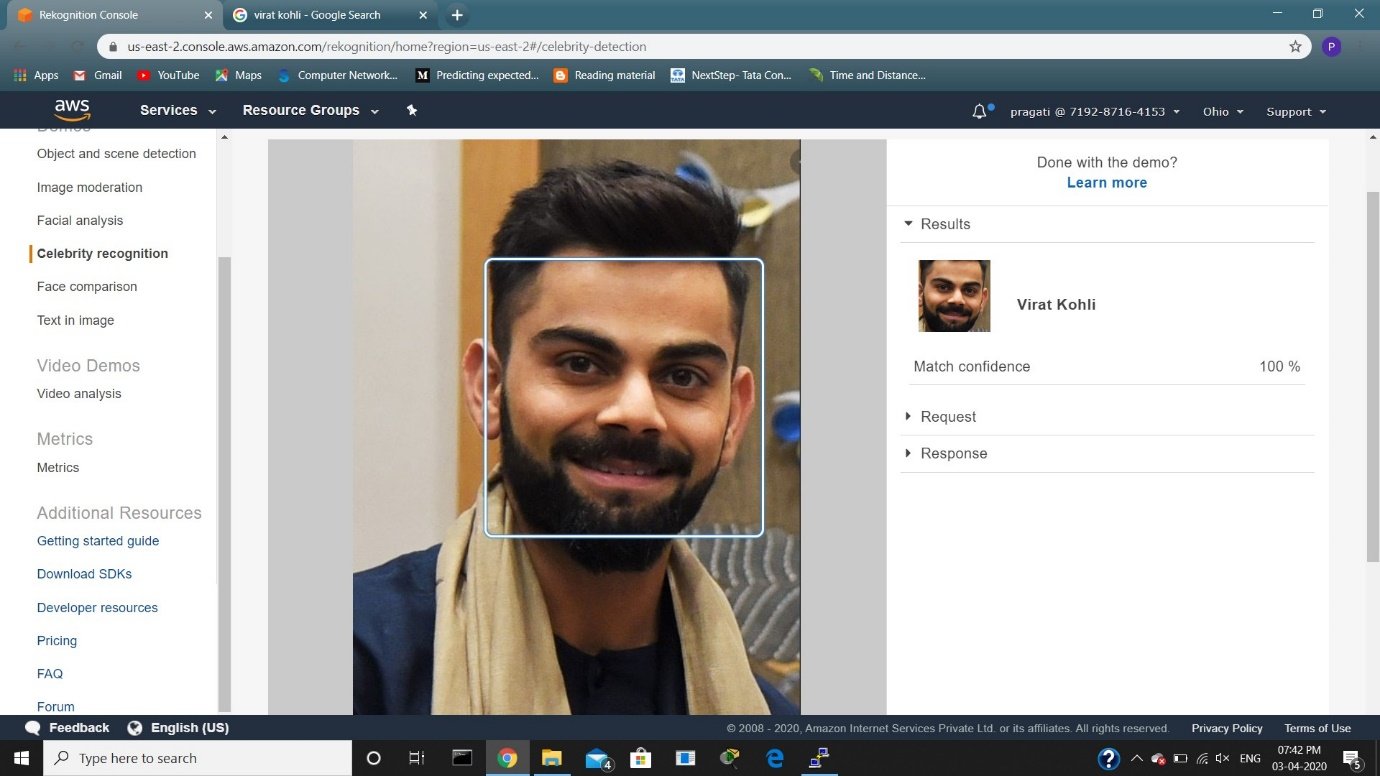 Rekognition Console
virat kohli - Google Search
us-east-2.console.aws.amazon.com/rekognition/home?region=us-east-2#/celebrity-detection
P
Apps
Gmail
YouTube
Maps
Computer Network...
Predicting expected...
Reading material
NextStep- Tata Con...
Time and Distance...
aws
Services
Resource Groups
pragati @ 7192-8716-4153
Ohio
Support
Demos
Object and scene detection
Image moderation
Facial analysis
Celebrity recognition
Face comparison
Text in image
Video Demos
Video analysis
Metrics
Metrics
Additional Resources
Getting started guide
Download SDKs
Developer resources
Pricing
FAQ
Forum
Done with the demo?
Learn more
Results
Virat Kohli
Match confidence 100 %
Request
Response
Feedback
English (US)
© 2008 - 2020, Amazon Internet Services Private Ltd. or its affiliates. All rights reserved.
Privacy Policy
Terms of Use
Type here to search
4
ENG
07:42 PM
03-04-2020
5